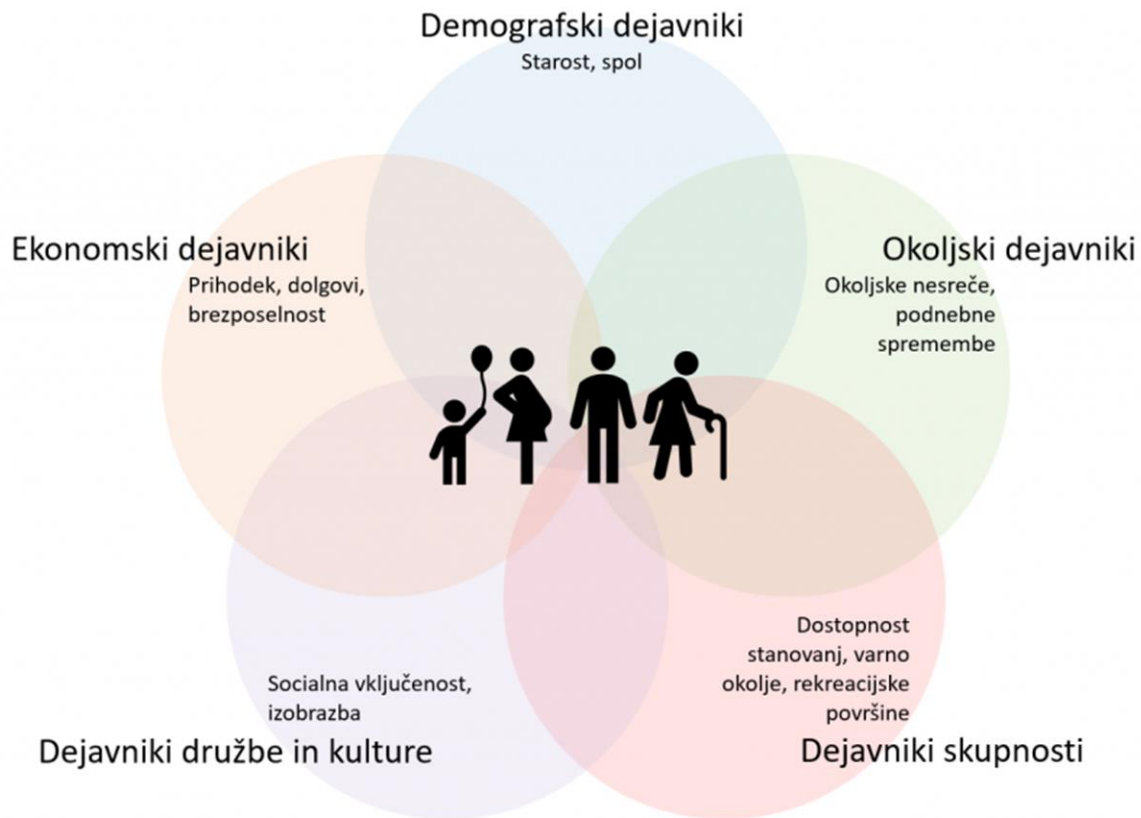 Demografski dejavniki
Starost, spol
Ekonomski dejavniki
Prihodek, dolgovi,
brezposelnost
Okoljski dejavniki
Okoljske nesreče,
podnebne
spremembe
Socialna vključenost,
izobrazba
Dejavniki družbe in kulture
Dostopnost
stanovanj, varno
okolje, rekreacijske
površine
Dejavniki skupnosti